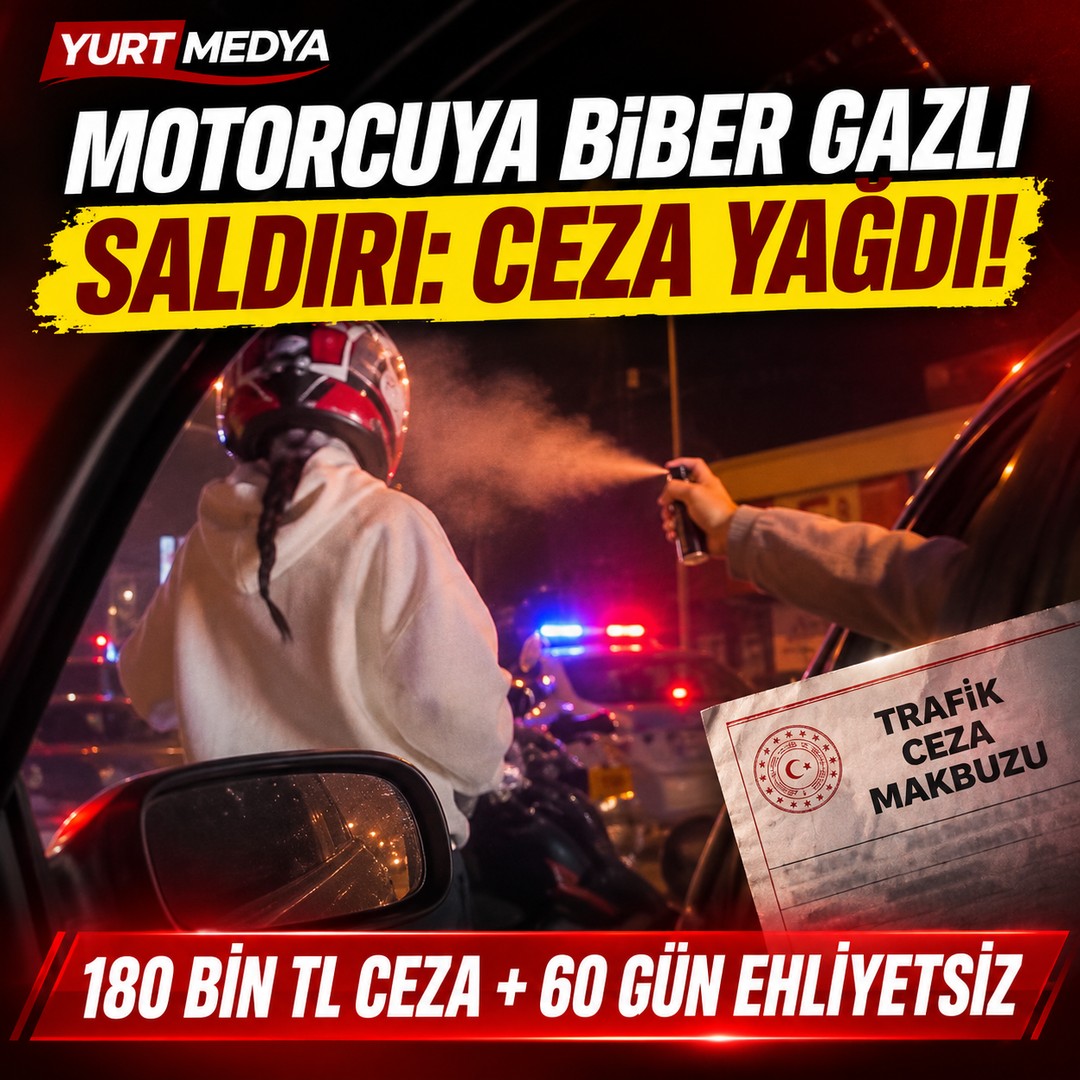 YURT MEDYA
MOTORCUYA BİBER GAZLI
SALDIRI: CEZA YAĞDI!
TRAFİK
CEZA
MAKBUZU
180 BİN TL CEZA + 60 GÜN EHLİYETSİZ